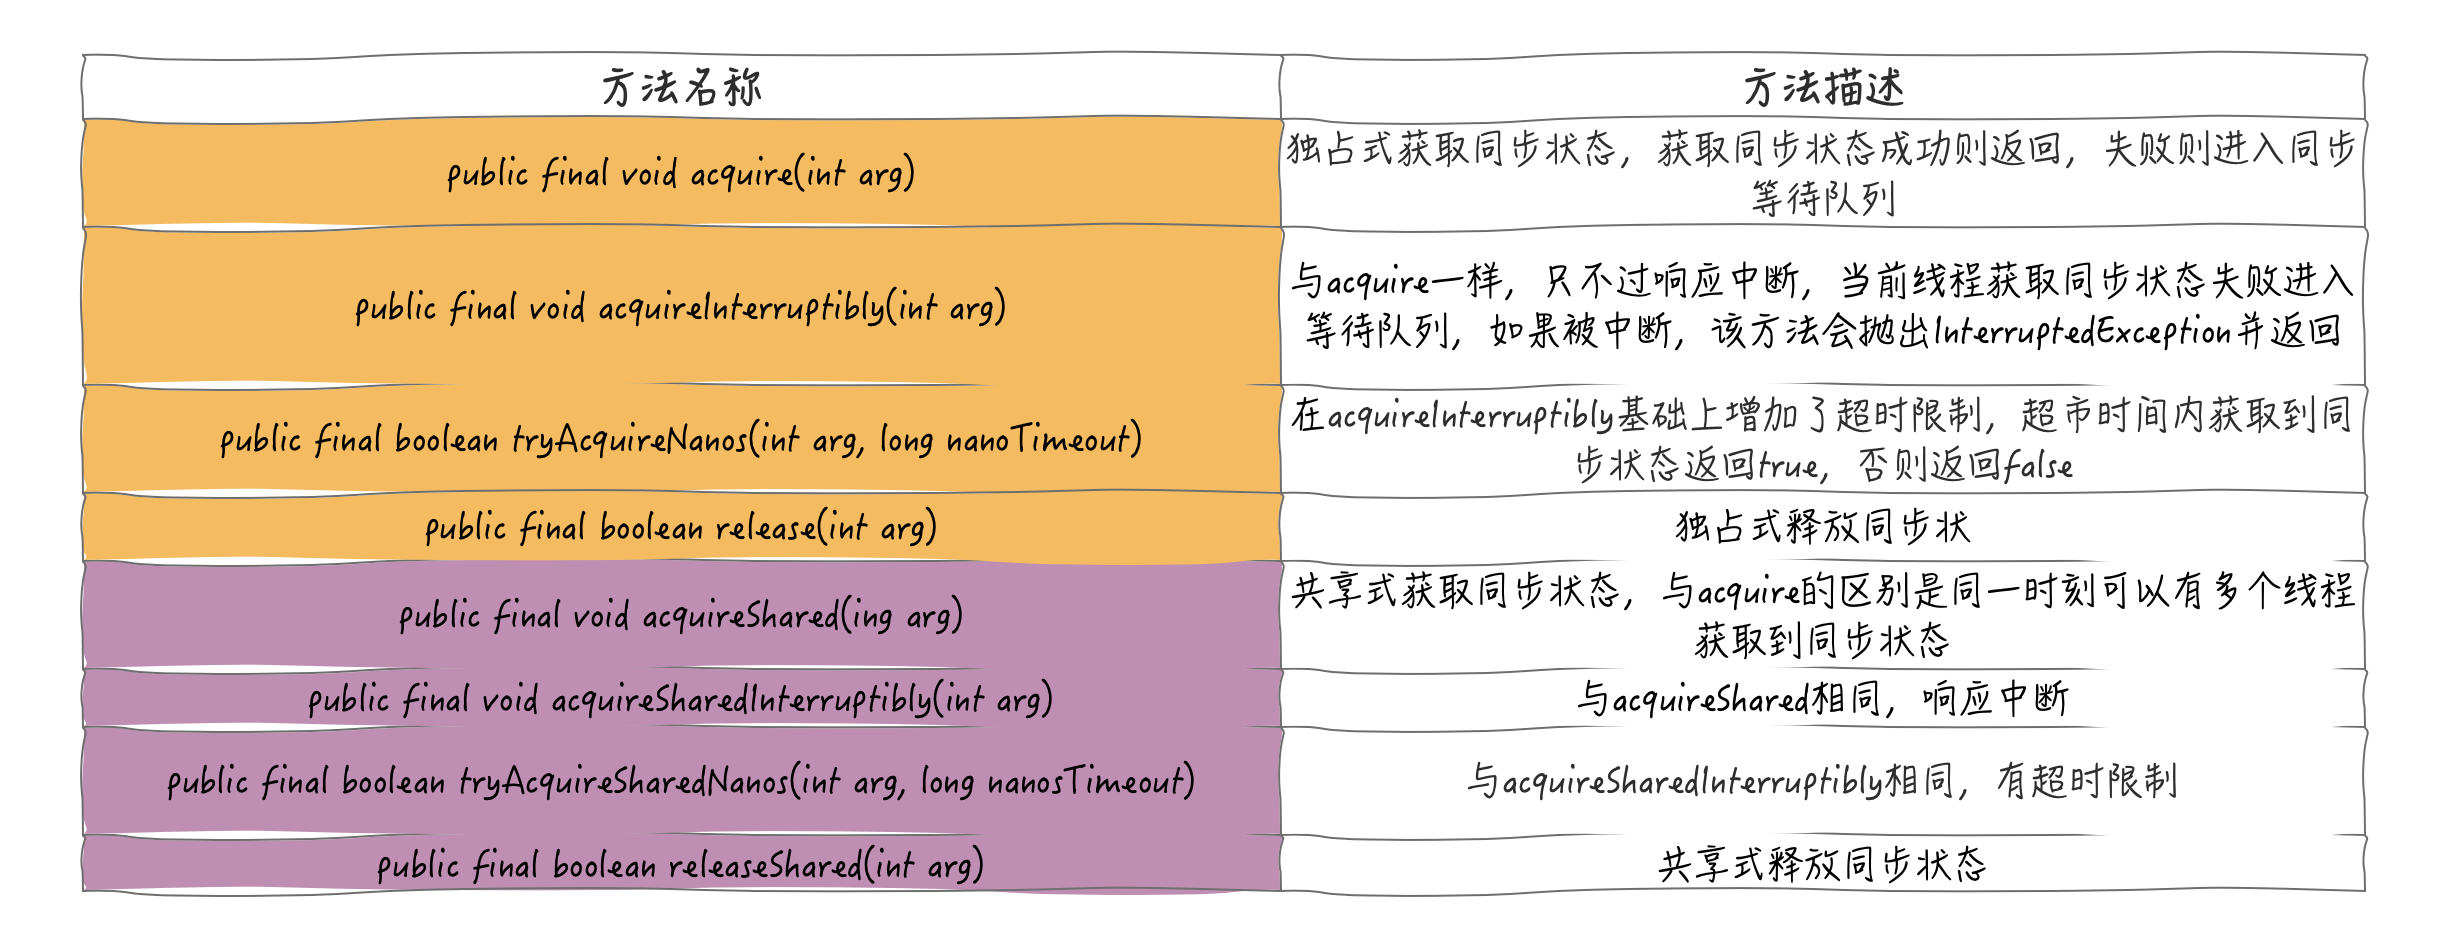 方法名称
方法描述
public final void acquire(int arg)
独占式获取同步状态，获取同步状态成功则返回，失败则进入同步
等待队列
public final void acquireInterruptibly(int arg)
与acquire一样，只不过响应中断，当前线程获取同步状态失败进入
等待队列，如果被中断，该方法会抛出InterruptedException并返回
public final boolean tryAcquireNanos(int arg, long nanoTimeout)
在acquireInterruptibly基础上增加了超时限制，超市时间内获取到同
步状态返回true，否则返回false
public final boolean release(int arg)
独占式释放同步状
public final void acquireShared(ing arg)
共享式获取同步状态，与acquire的区别是同一时刻可以有多个线程
获取到同步状态
public final void acquireSharedInterruptibly(int arg)
与acquireShared相同，响应中断
public final boolean tryAcquireSharedNanos(int arg, long nanosTimeout)
与acquireSharedInterruptibly相同，有超时限制
public final boolean releaseShared(int arg)
共享式释放同步状态